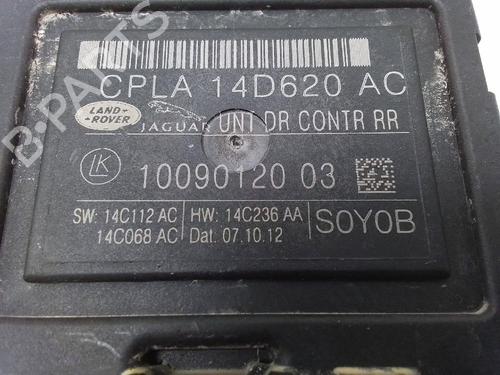 CPLA 14D620 AC
LAND ROVER JAGUAR UNI DR CONTR RR
LK 10090120 03
SW: 14C112 AC HW: 14C236 AA
14C068 AC Dat. 07.10.12
S0Y0B
B-PARTS